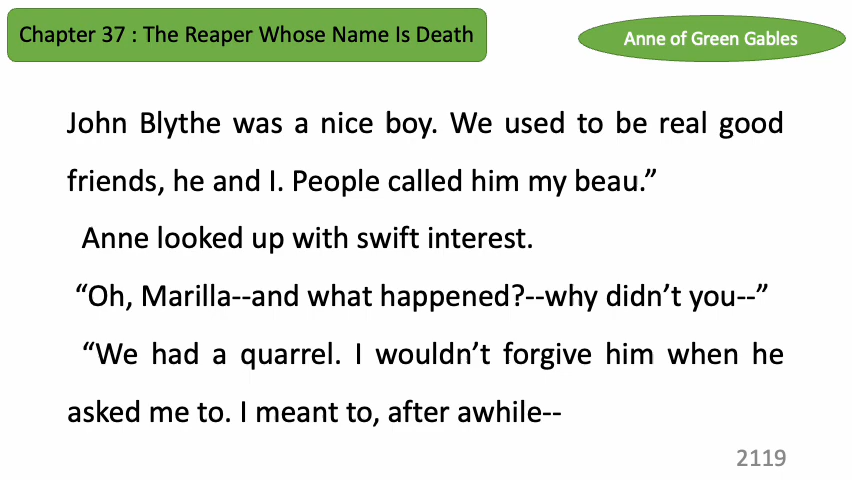 Chapter 37 : The Reaper Whose Name Is Death
Anne of Green Gables
John Blythe was a nice boy. We used to be real good
friends, he and I. People called him my beau.”
Anne looked up with swift interest.
“Oh, Marilla--and what happened?--why didn’t you--”
“We had a quarrel. I wouldn’t forgive him when he
asked me to. I meant to, after awhile--
2119